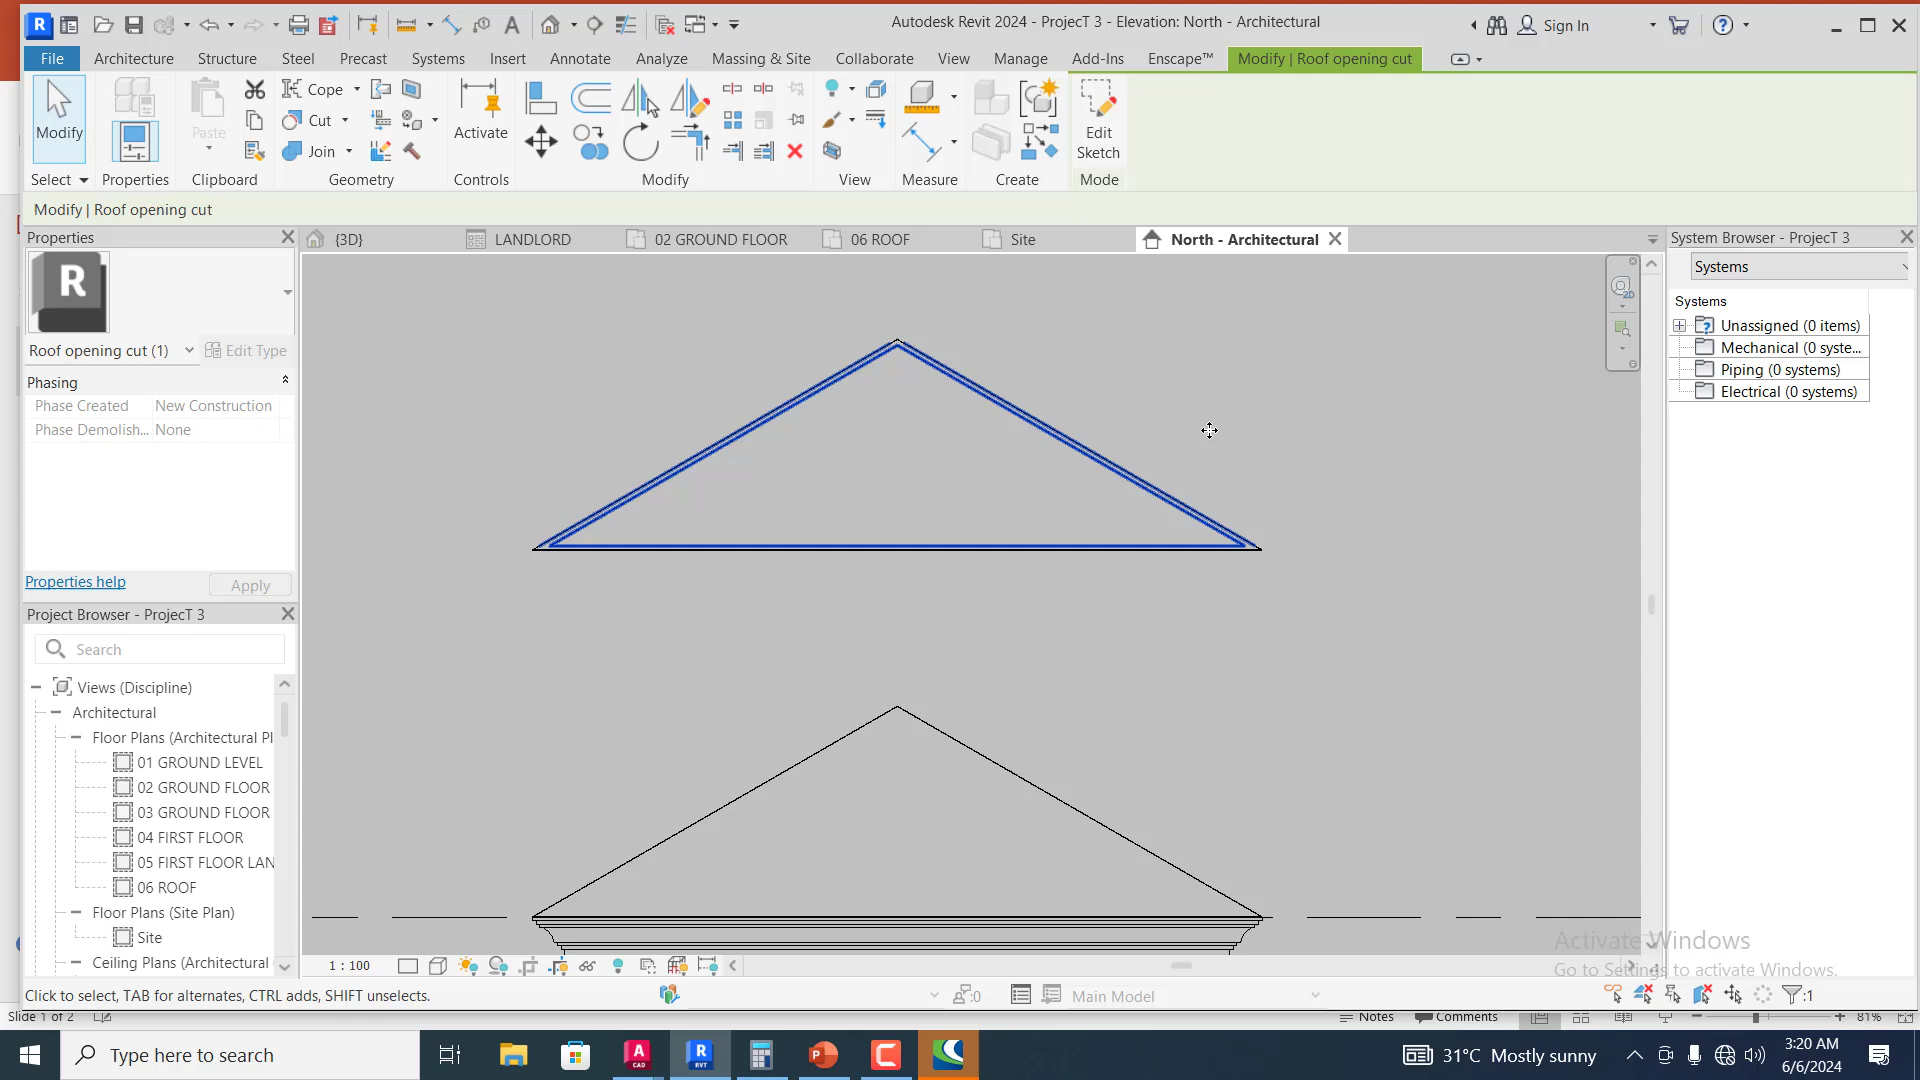 Autodesk Revit 2024 - ProjecT 3 - Elevation: North - Architectural
Sign In
File Architecture Structure Steel Precast Systems Insert Annotate Analyze Massing & Site Collaborate View Manage Add-Ins Enscape™ Modify | Roof opening cut
Modify
Paste
Cope
Cut
Join
Activate
Edit
Sketch
Select Properties Clipboard Geometry Controls Modify View Measure Create Mode
Modify | Roof opening cut
Properties
{3D} LANDLORD 02 GROUND FLOOR 06 ROOF Site North - Architectural
System Browser - ProjecT 3
R
Systems
Systems
Unassigned (0 items)
Mechanical (0 syste...
Piping (0 systems)
Electrical (0 systems)
Roof opening cut (1) Edit Type
Phasing
Phase Created New Construction
Phase Demolish... None
Properties help Apply
Project Browser - ProjecT 3
Search
Views (Discipline)
Architectural
Floor Plans (Architectural Pl
01 GROUND LEVEL
02 GROUND FLOOR
03 GROUND FLOOR
04 FIRST FLOOR
05 FIRST FLOOR LAN
06 ROOF
Floor Plans (Site Plan)
Site
Ceiling Plans (Architectural
1 : 100
Activate Windows
Go to Settings to activate Windows.
Click to select, TAB for alternates, CTRL adds, SHIFT unselects.
:0
Main Model
:1
Slide 1 of 2
Notes Comments 81%
Type here to search
31°C Mostly sunny
3:20 AM
6/6/2024